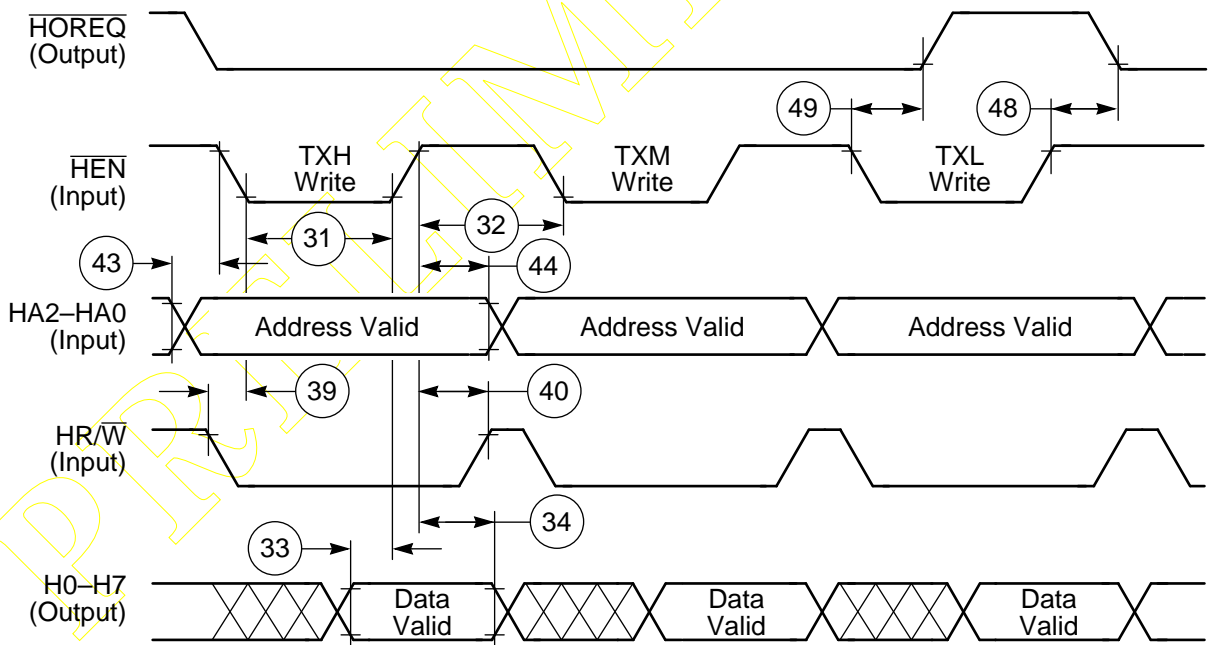 HOREQ
(Output)
49
48
HEN
(Input)
TXH
Write
TXM
Write
TXL
Write
31
32
43
44
HA2–HA0
(Input)
Address Valid
Address Valid
Address Valid
39
40
HR/W
(Input)
34
33
H0–H7
(Output)
Data
Valid
Data
Valid
Data
Valid